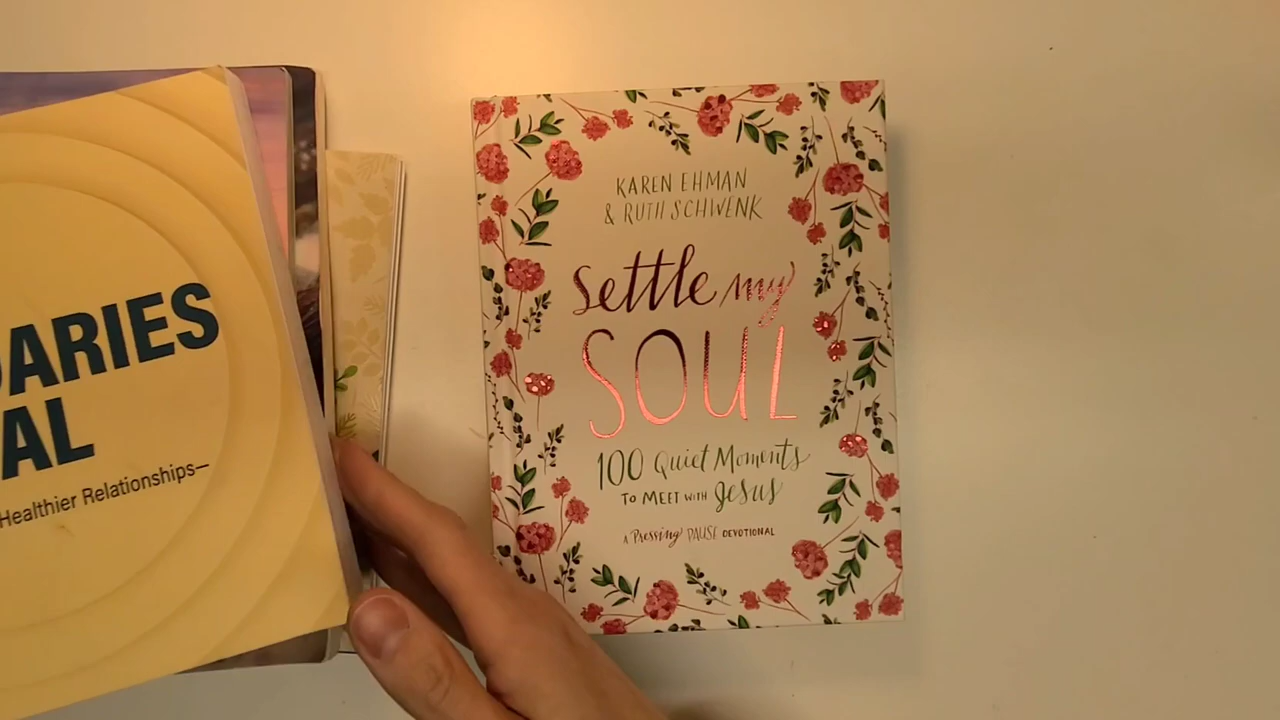 DARIES
AL
Healthier Relationships—
KAREN EHMAN
& RUTH SCHWENK
settle my
SOUL
100 Quiet Moments
TO MEET WITH Jesus
A Pressing PAUSE DEVOTIONAL